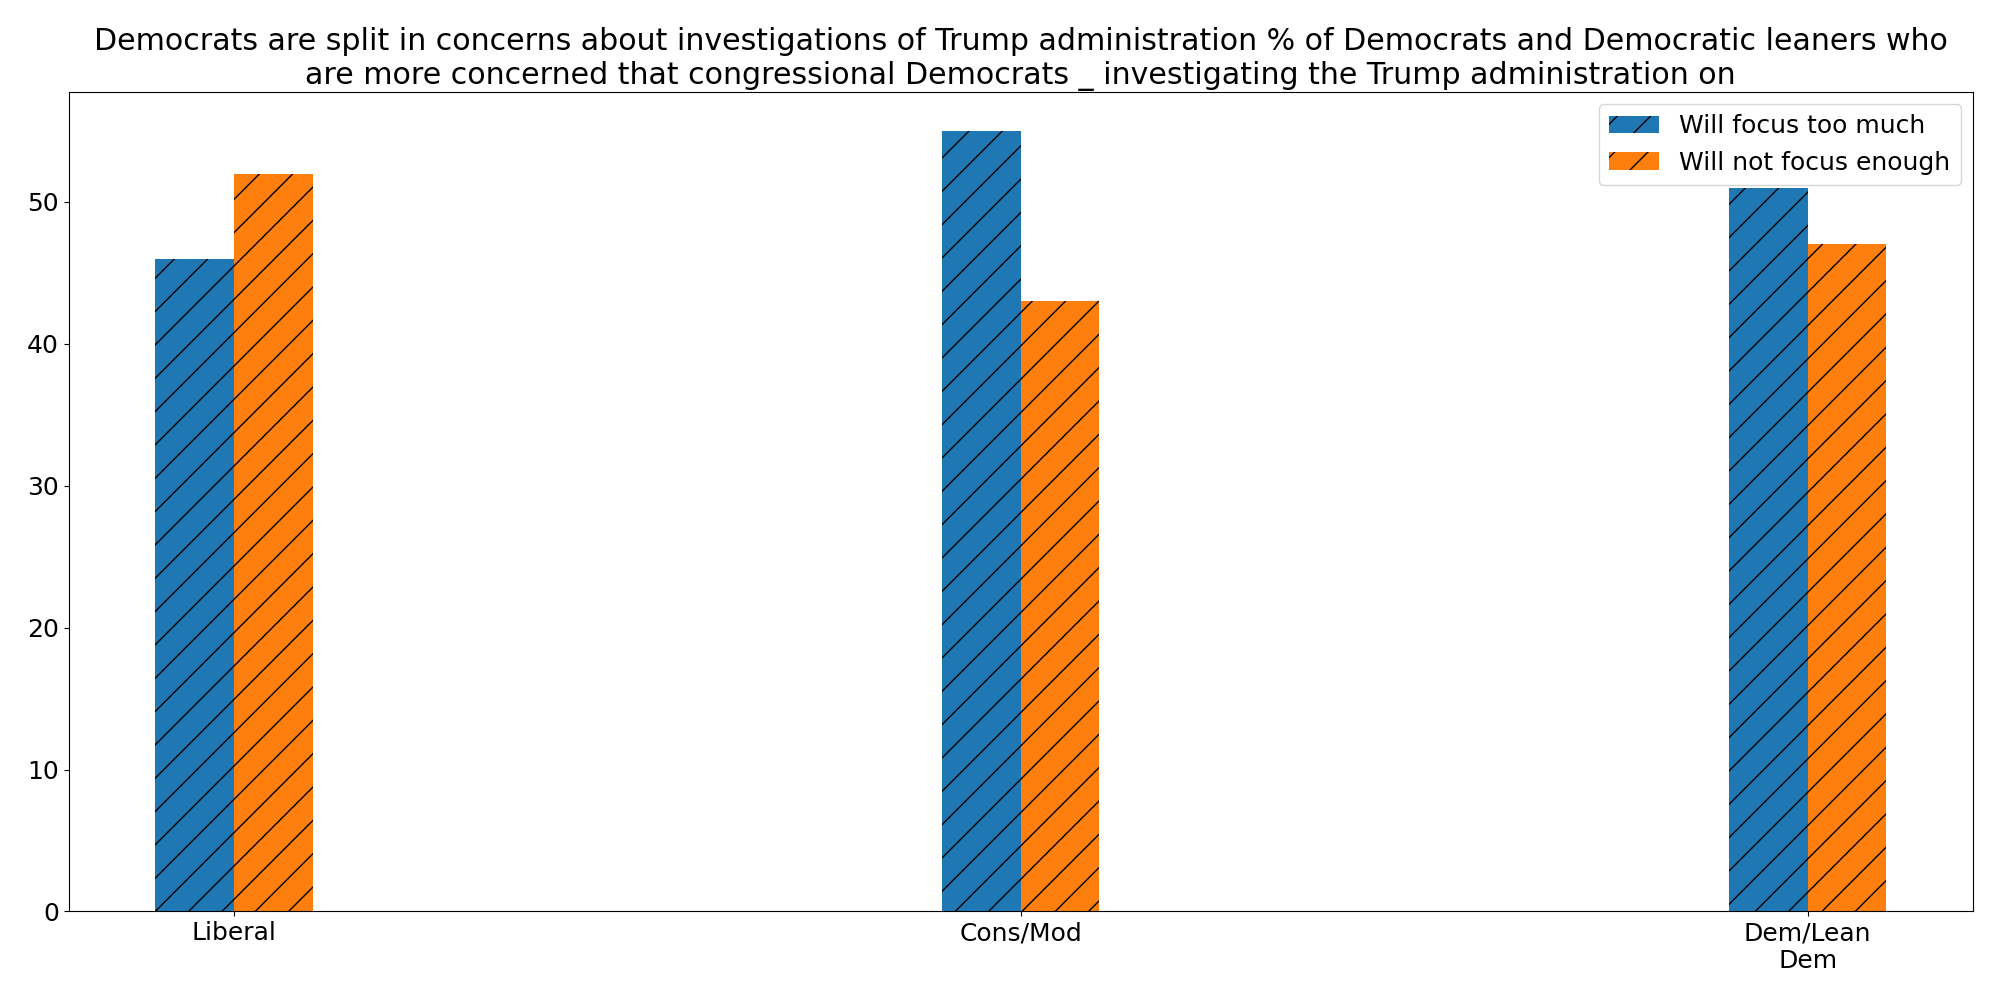 Democrats are split in concerns about investigations of Trump administration % of Democrats and Democratic leaners who
are more concerned that congressional Democrats _ investigating the Trump administration on
Will focus too much
Will not focus enough
50
40
30
20
10
0
Liberal
Cons/Mod
Dem/Lean
Dem